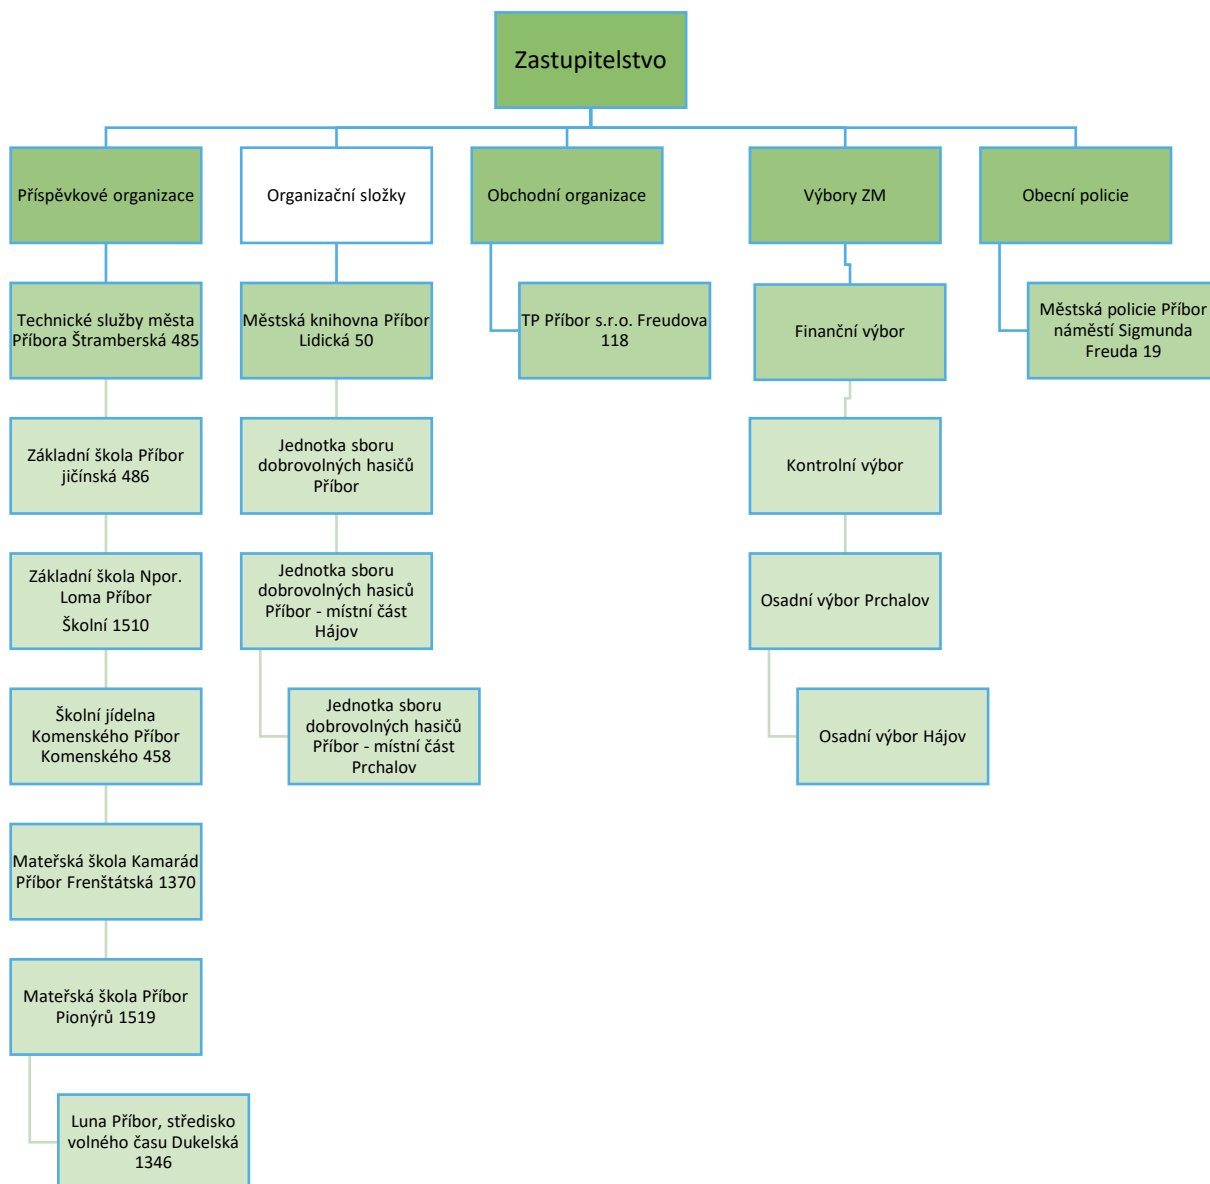 Zastupitelstvo
Příspěvkové organizace
Organizační složky
Obchodní organizace
Výbory ZM
Obecní policie
Technické služby města
Příbora Štramberská 485
Městská knihovna Příbor
Lidická 50
TP Příbor s.r.o. Freudova
118
Finanční výbor
Městská policie Příbor
náměstí Sigmunda
Freuda 19
Základní škola Příbor
jičínská 486
Jednotka sboru
dobrovolných hasičů
Příbor
Kontrolní výbor
Základní škola Npor.
Loma Příbor
Školní 1510
Jednotka sboru
dobrovolných hasiců
Příbor - místní část
Hájov
Osadní výbor Prchalov
Školní jídelna
Komenského Příbor
Komenského 458
Jednotka sboru
dobrovolných hasičů
Příbor - místní část
Prchalov
Osadní výbor Hájov
Mateřská škola Kamarád
Příbor Frenštátská 1370
Mateřská škola Příbor
Pionýrů 1519
Luna Příbor, středisko
volného času Dukelská
1346